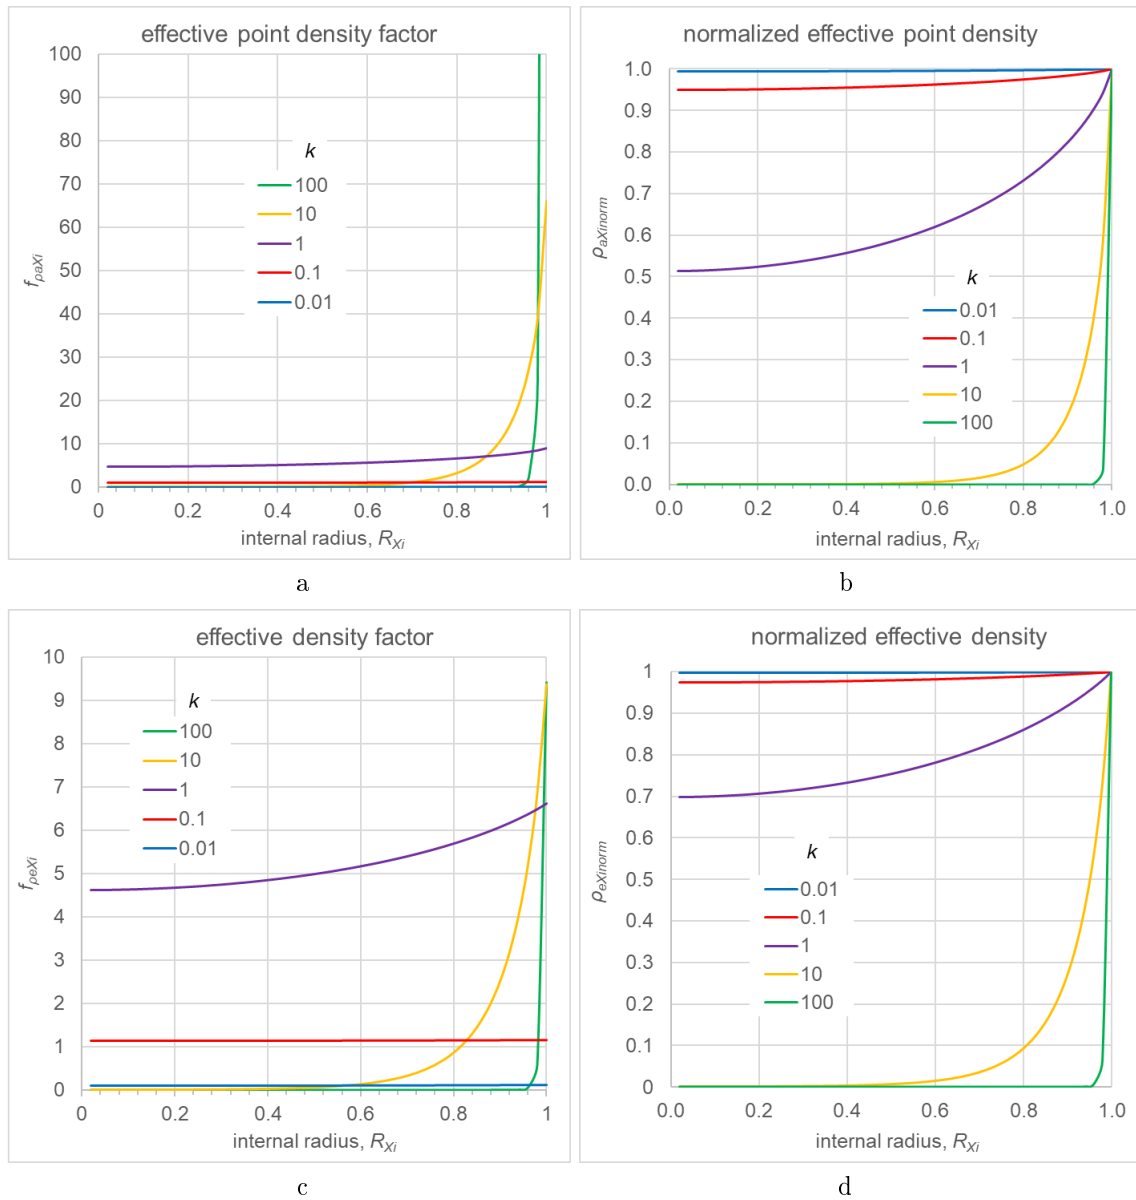 effective point density factor
100
90
80
70
60
50
40
30
20
10
0
f_ρaXi
k
100
10
1
0.1
0.01
0 0.2 0.4 0.6 0.8 1
internal radius, R_Xi
a
normalized effective point density
1.0
0.9
0.8
0.7
0.6
0.5
0.4
0.3
0.2
0.1
0.0
ρ_aXinorm
k
0.01
0.1
1
10
100
0.0 0.2 0.4 0.6 0.8 1.0
internal radius, R_Xi
b
effective density factor
10
9
8
7
6
5
4
3
2
1
0
f_ρeXi
k
100
10
1
0.1
0.01
0 0.2 0.4 0.6 0.8 1
internal radius, R_Xi
c
normalized effective density
1
0.9
0.8
0.7
0.6
0.5
0.4
0.3
0.2
0.1
0
ρ_eXinorm
k
0.01
0.1
1
10
100
0.0 0.2 0.4 0.6 0.8 1.0
internal radius, R_Xi
d